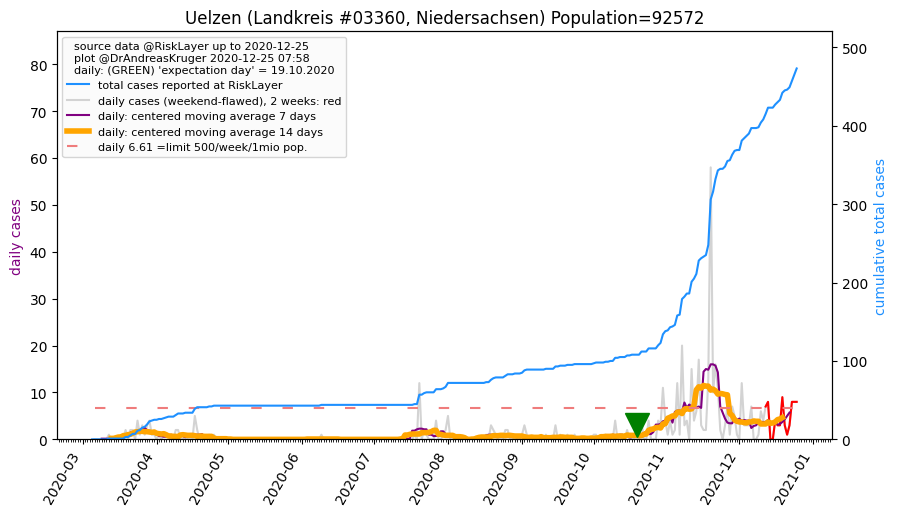 Uelzen (Landkreis #03360, Niedersachsen) Population=92572
source data @RiskLayer up to 2020-12-25
plot @DrAndreasKruger 2020-12-25 07:58
daily: (GREEN) 'expectation day' = 19.10.2020
total cases reported at RiskLayer
daily cases (weekend-flawed), 2 weeks: red
daily: centered moving average 7 days
daily: centered moving average 14 days
daily 6.61 =limit 500/week/1mio pop.
daily cases
80
70
60
50
40
30
20
10
0
cumulative total cases
500
400
300
200
100
0
2020-03
2020-04
2020-05
2020-06
2020-07
2020-08
2020-09
2020-10
2020-11
2020-12
2021-01